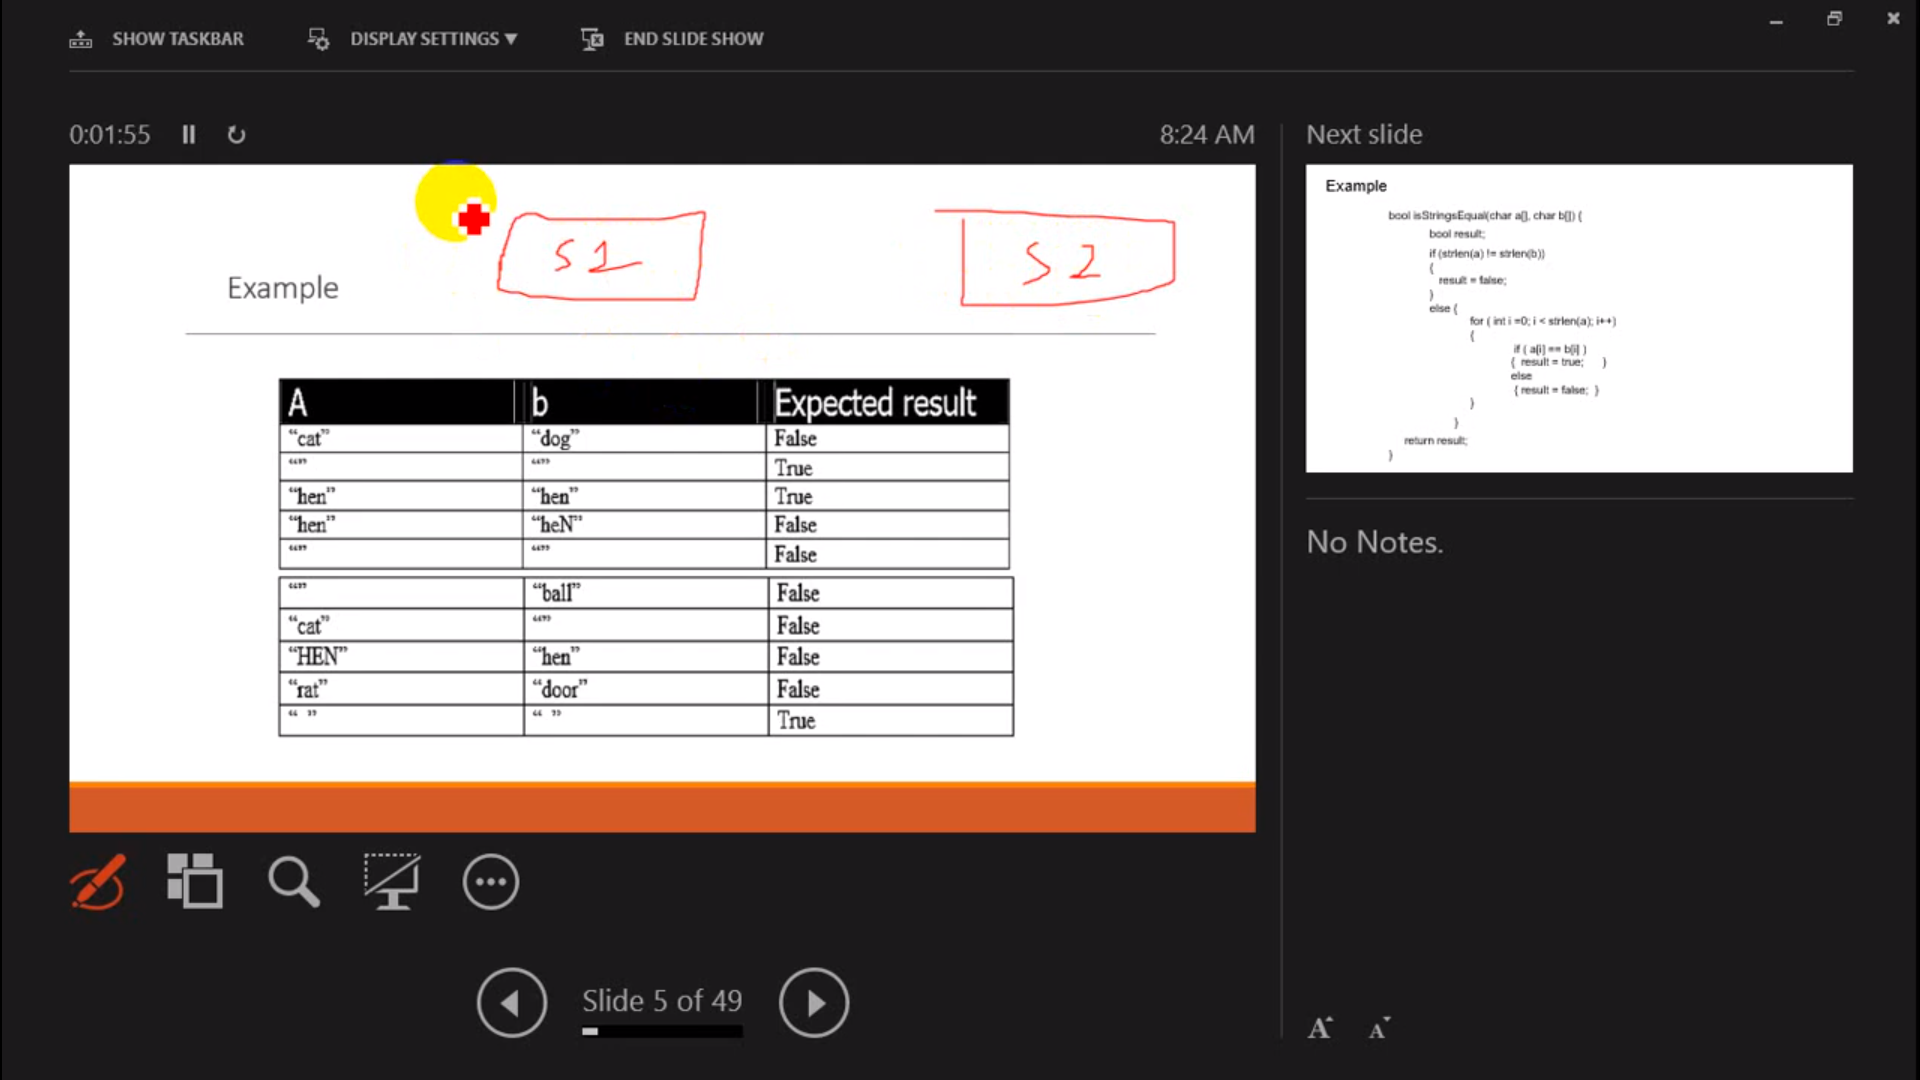 SHOW TASKBAR DISPLAY SETTINGS ▼ END SLIDE SHOW
0:01:55 8:24 AM
Next slide
S1 S2
Example
A b Expected result
“cat” “dog” False
“” “” True
“hen” “hen” True
“hen” “heN” False
“” “” False
“” “ball” False
“cat” “” False
“HEN” “hen” False
“rat” “door” False
“ ” “ ” True
Example
bool isStringsEqual(char a[], char b[]) {
bool result;
if (strlen(a) != strlen(b))
{
result = false;
}
else {
for ( int i =0; i < strlen(a); i++)
{
if ( a[i] == b[i] )
{ result = true; }
else
{ result = false; }
}
}
return result;
}
No Notes.
Slide 5 of 49
A A